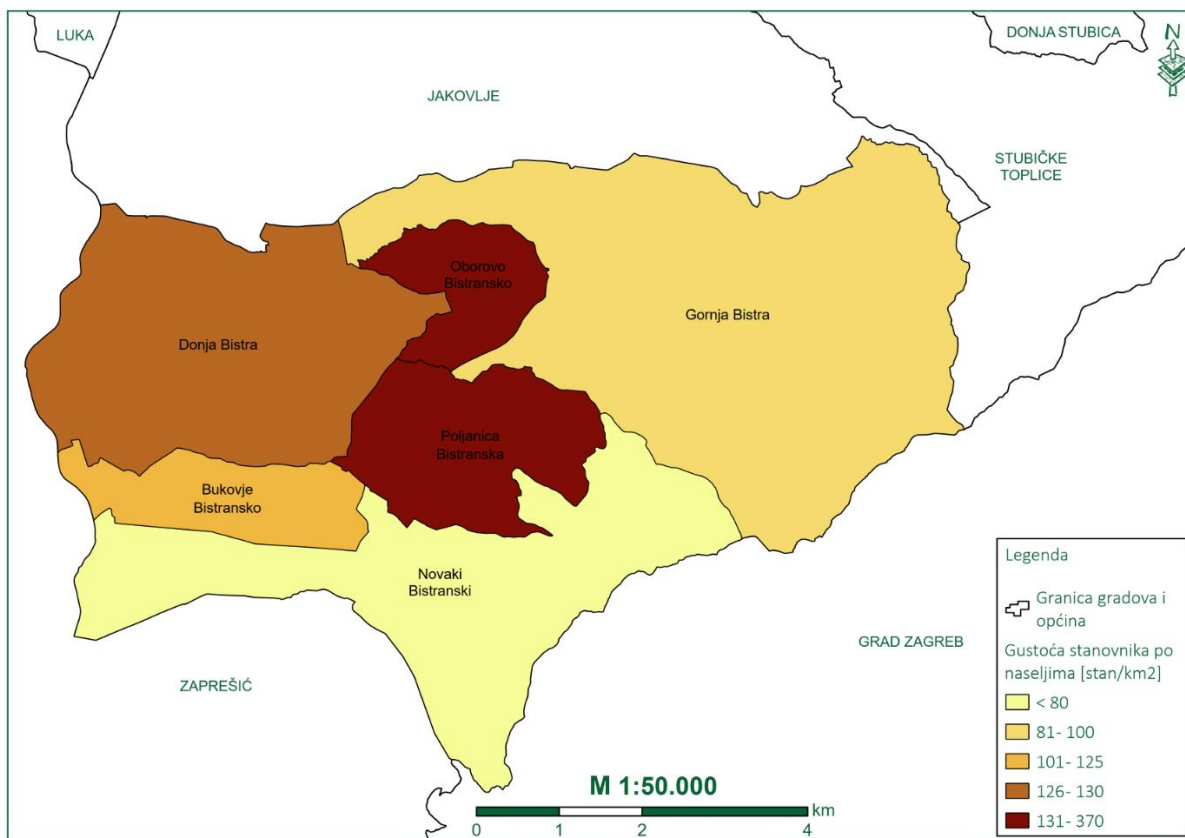 LUKA
DONJA STUBICA
N
JAKOVLJE
STUBIČKE
TOPLICE
Oborovo
Bistransko
Gornja Bistra
Donja Bistra
Poljanica
Bistranska
Bukovje
Bistransko
Novaki
Bistranski
GRAD ZAGREB
ZAPREŠIĆ
M 1:50.000
km
0 1 2 4
Legenda
Granica gradova i
općina
Gustoća stanovnika po
naseljima [stan/km2]
< 80
81- 100
101- 125
126- 130
131- 370